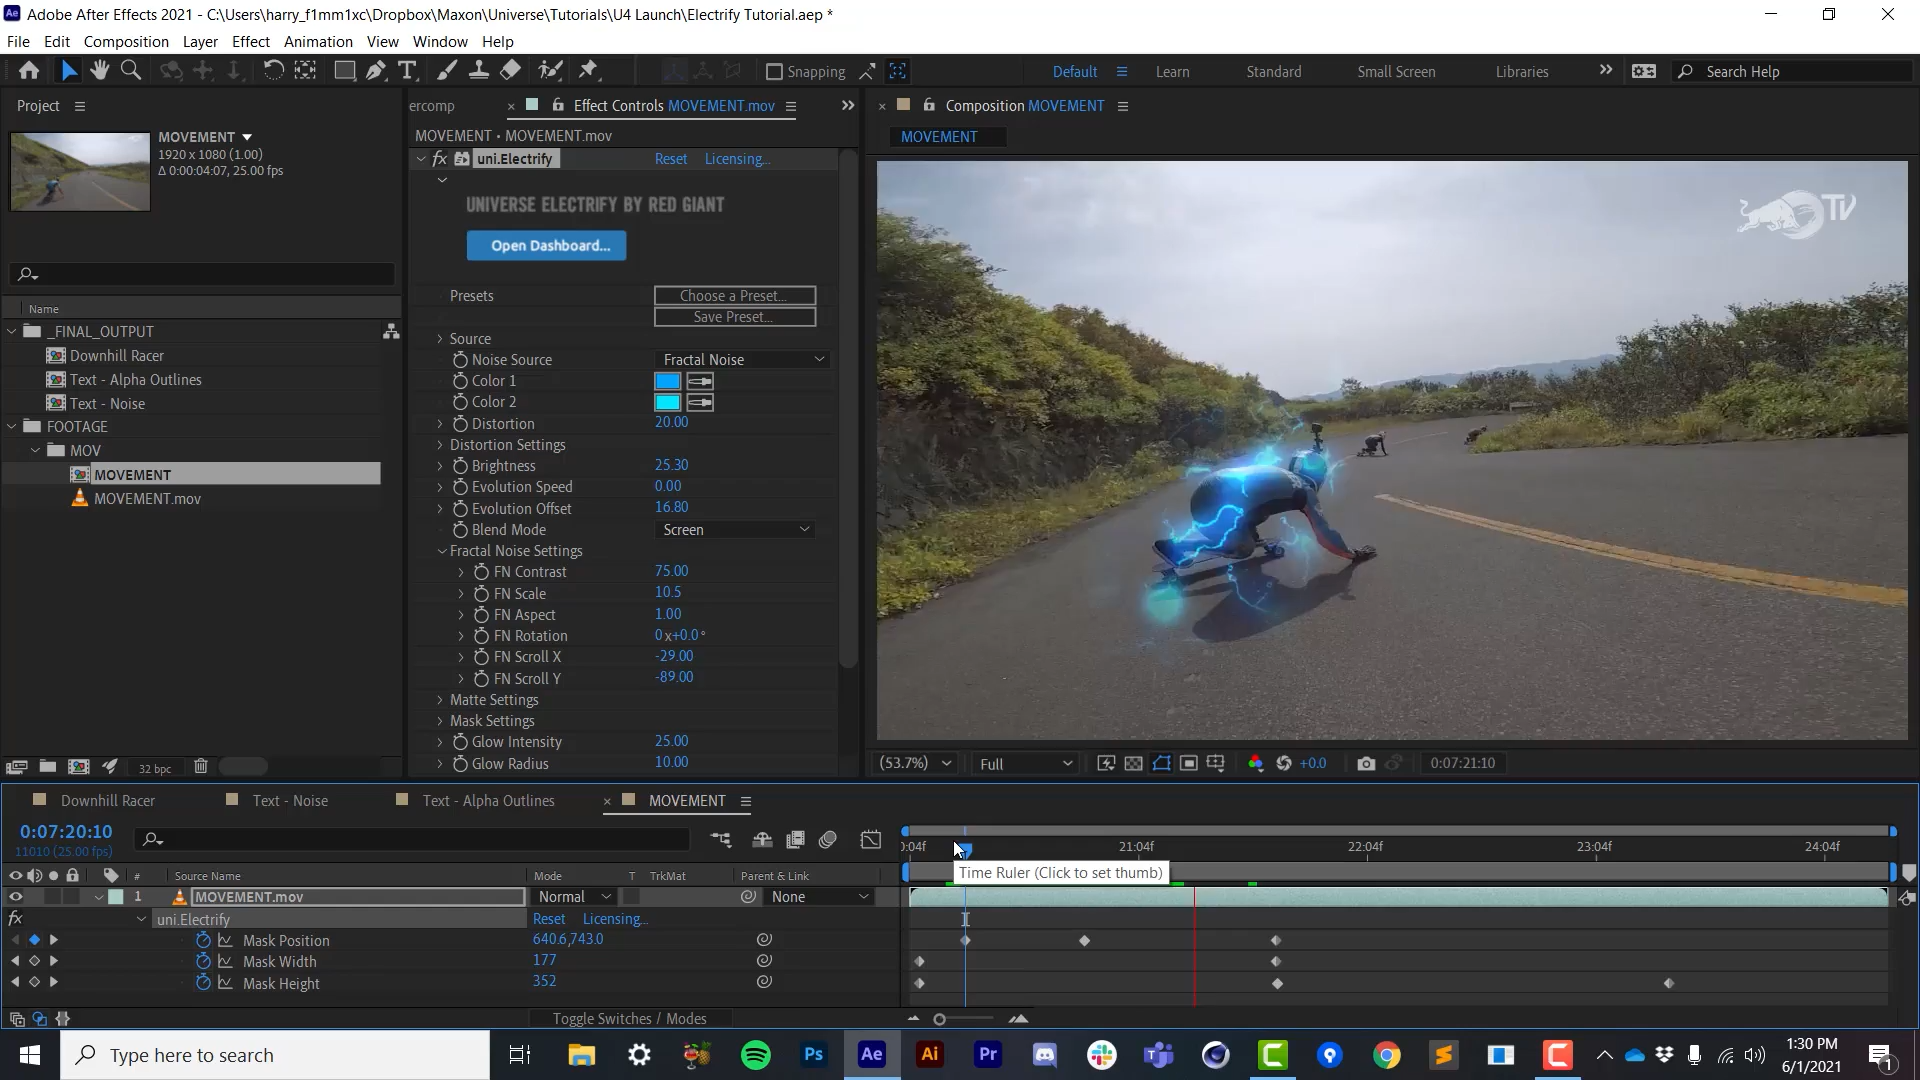 Adobe After Effects 2021 - C:\Users\harry_f1mm1xc\Dropbox\Maxon\Universe\Tutorials\U4 Launch\Electrify Tutorial.aep *
File Edit Composition Layer Effect Animation View Window Help
Snapping Default Learn Standard Small Screen Libraries Search Help
Project
MOVEMENT
1920 x 1080 (1.00)
Δ 0:00:04:07, 25.00 fps
Name
_FINAL_OUTPUT
Downhill Racer
Text - Alpha Outlines
Text - Noise
FOOTAGE
MOV
MOVEMENT
MOVEMENT.mov
32 bpc
ercomp Effect Controls MOVEMENT.mov
MOVEMENT • MOVEMENT.mov
fx uni.Electrify Reset Licensing...
UNIVERSE ELECTRIFY BY RED GIANT
Open Dashboard...
Presets Choose a Preset...
Save Preset...
Source
Noise Source Fractal Noise
Color 1
Color 2
Distortion 20.00
Distortion Settings
Brightness 25.30
Evolution Speed 0.00
Evolution Offset 16.80
Blend Mode Screen
Fractal Noise Settings
FN Contrast 75.00
FN Scale 10.5
FN Aspect 1.00
FN Rotation 0x+0.0°
FN Scroll X -29.00
FN Scroll Y -89.00
Matte Settings
Mask Settings
Glow Intensity 25.00
Glow Radius 10.00
Composition MOVEMENT
MOVEMENT
TV
(53.7%) Full +0.0 0:07:21:10
Downhill Racer Text - Noise Text - Alpha Outlines MOVEMENT
0:07:20:10
11010 (25.00 fps)
0:04f 21:04f 22:04f 23:04f 24:04f
Time Ruler (Click to set thumb)
# Source Name Mode T TrkMat Parent & Link
1 MOVEMENT.mov Normal None
fx uni.Electrify Reset Licensing...
Mask Position 640.6,743.0
Mask Width 177
Mask Height 352
Toggle Switches / Modes
Type here to search
Ps Ae Ai Pr
1:30 PM
6/1/2021
1